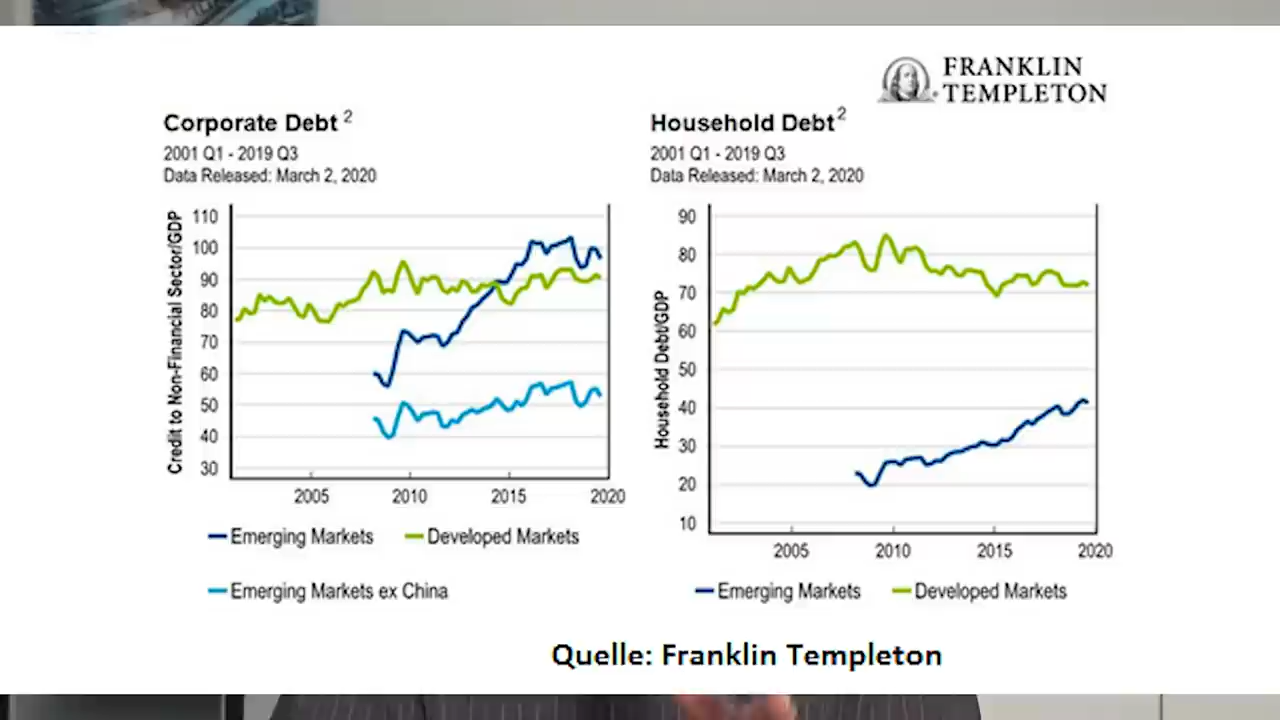 FRANKLIN
TEMPLETON
Corporate Debt 2
2001 Q1 - 2019 Q3
Data Released: March 2, 2020
Credit to Non-Financial Sector/GDP
110
100
90
80
70
60
50
40
30
2005
2010
2015
2020
Emerging Markets
Developed Markets
Emerging Markets ex China
Household Debt 2
2001 Q1 - 2019 Q3
Data Released: March 2, 2020
Household Debt/GDP
90
80
70
60
50
40
30
20
10
2005
2010
2015
2020
Emerging Markets
Developed Markets
Quelle: Franklin Templeton